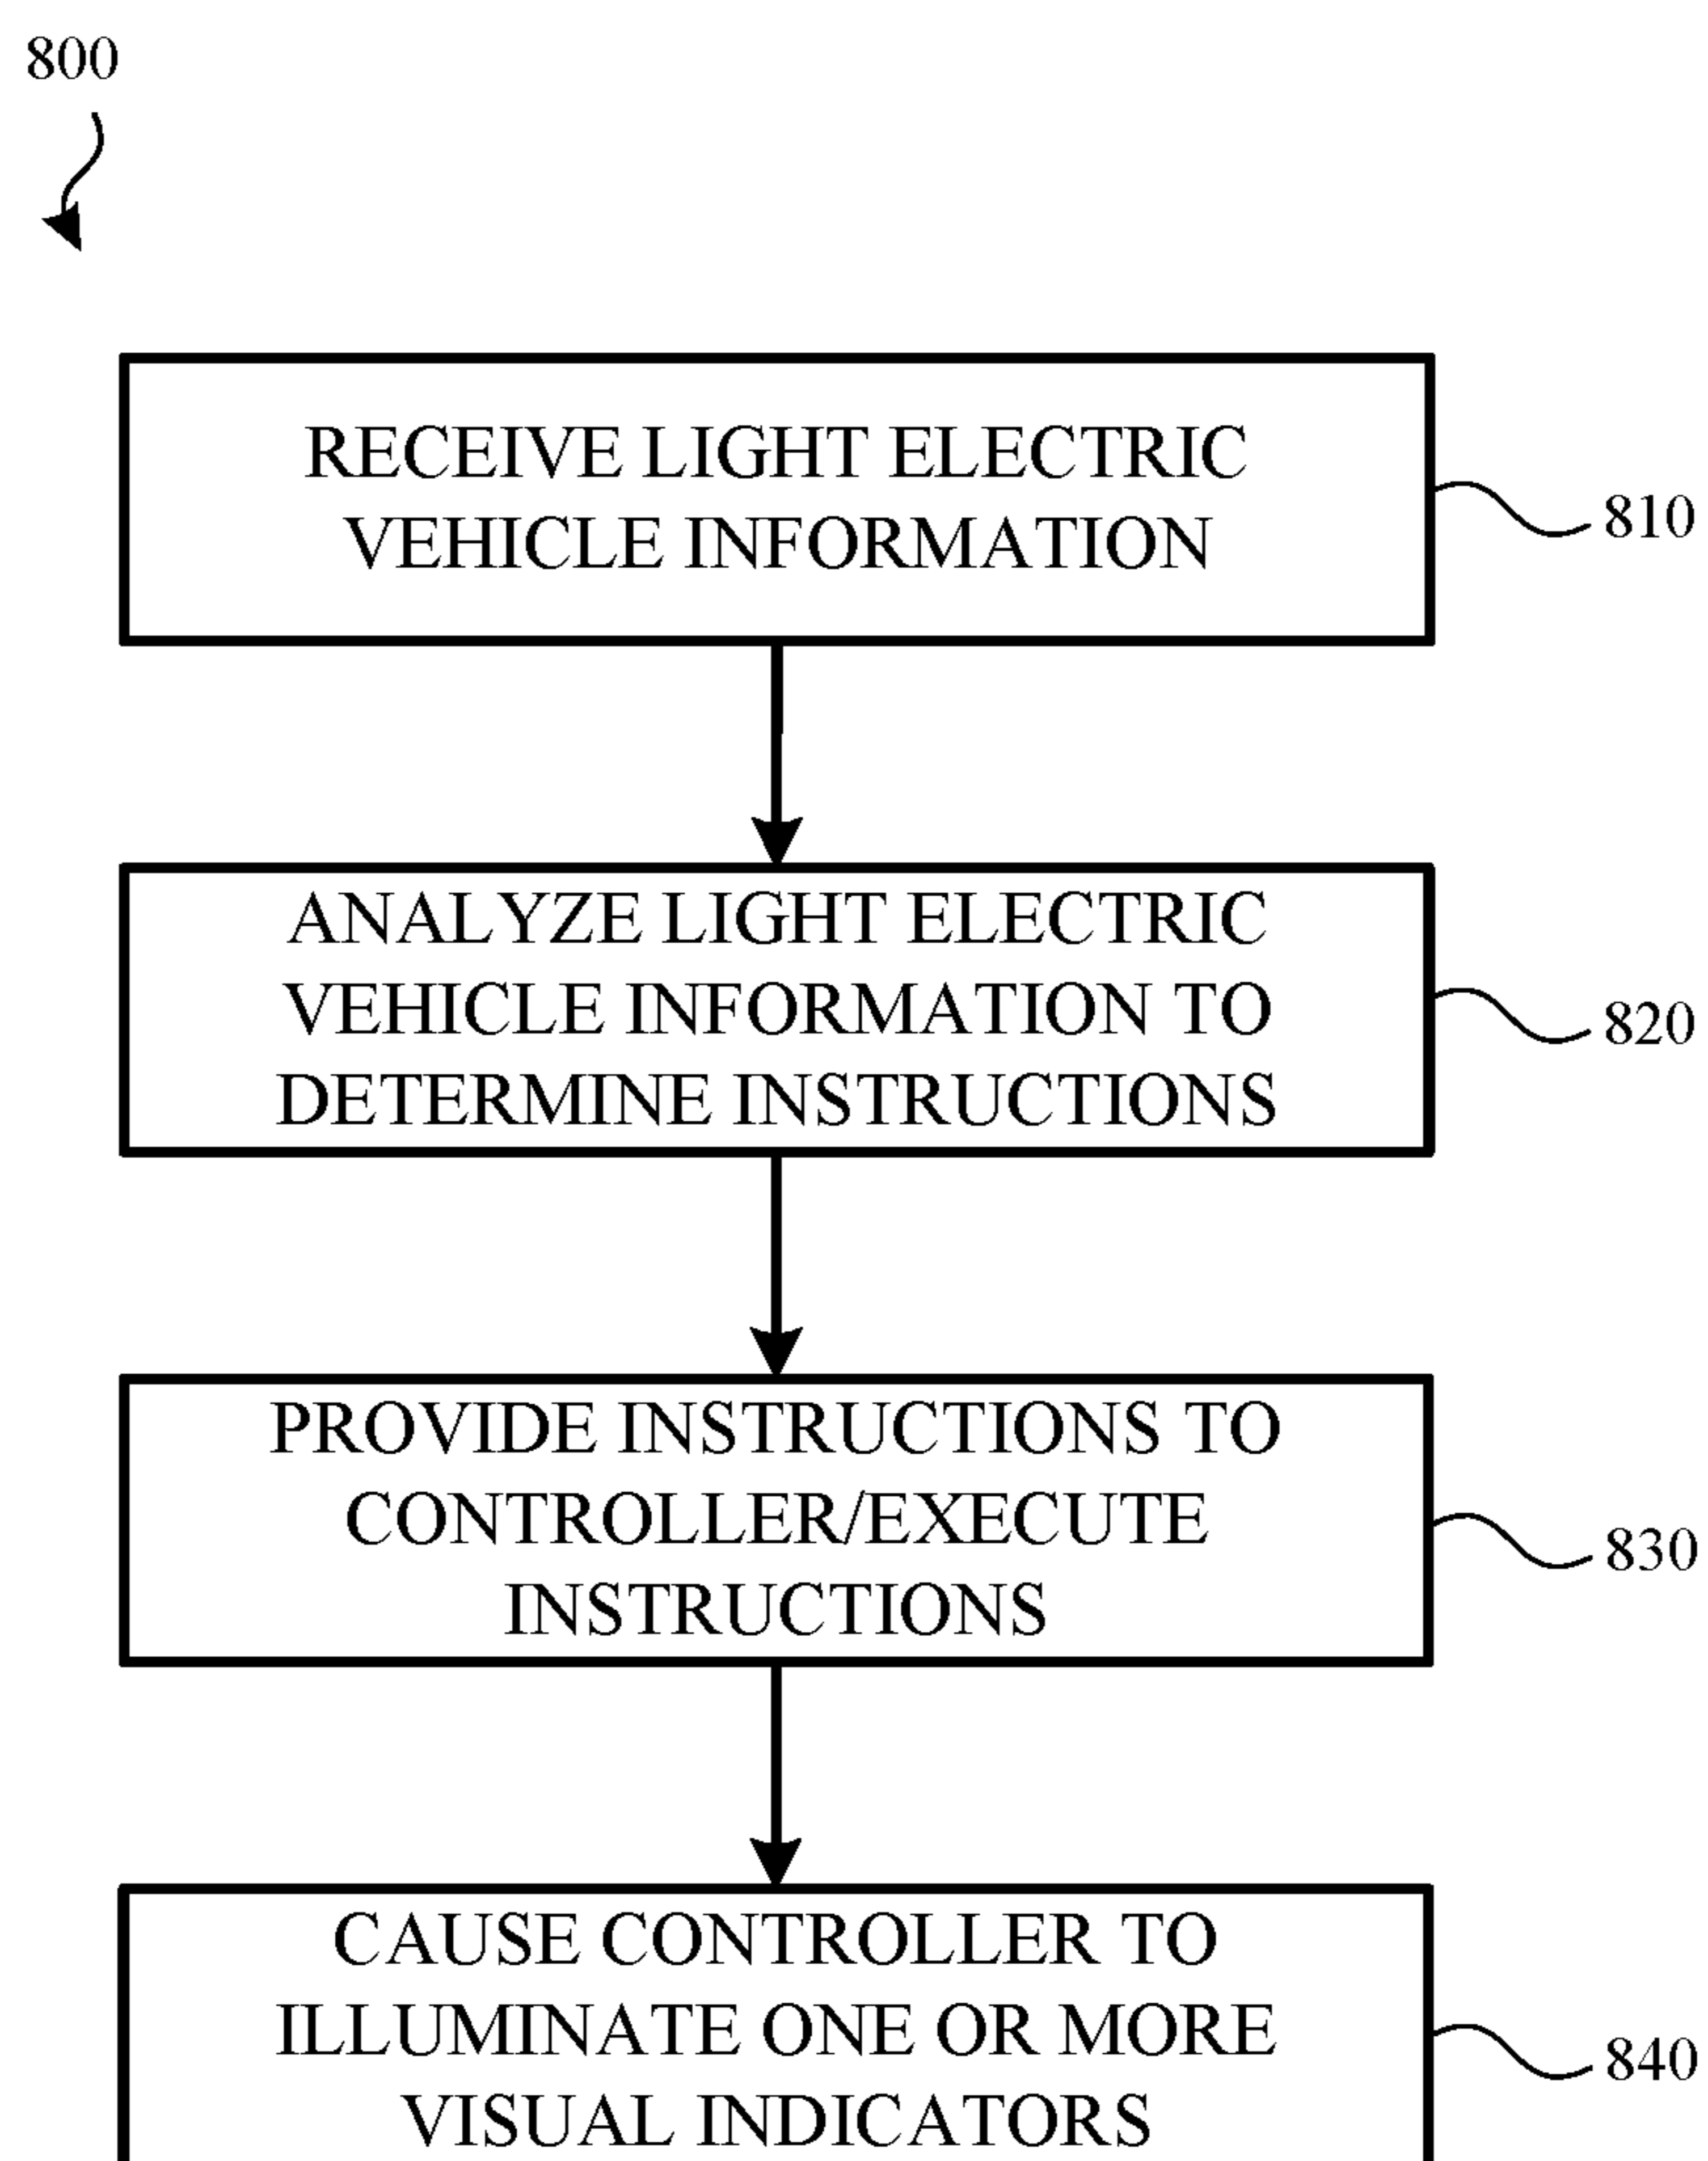 800
RECEIVE LIGHT ELECTRIC
VEHICLE INFORMATION
810
ANALYZE LIGHT ELECTRIC
VEHICLE INFORMATION TO
DETERMINE INSTRUCTIONS
820
PROVIDE INSTRUCTIONS TO
CONTROLLER/EXECUTE
INSTRUCTIONS
830
CAUSE CONTROLLER TO
ILLUMINATE ONE OR MORE
VISUAL INDICATORS
840